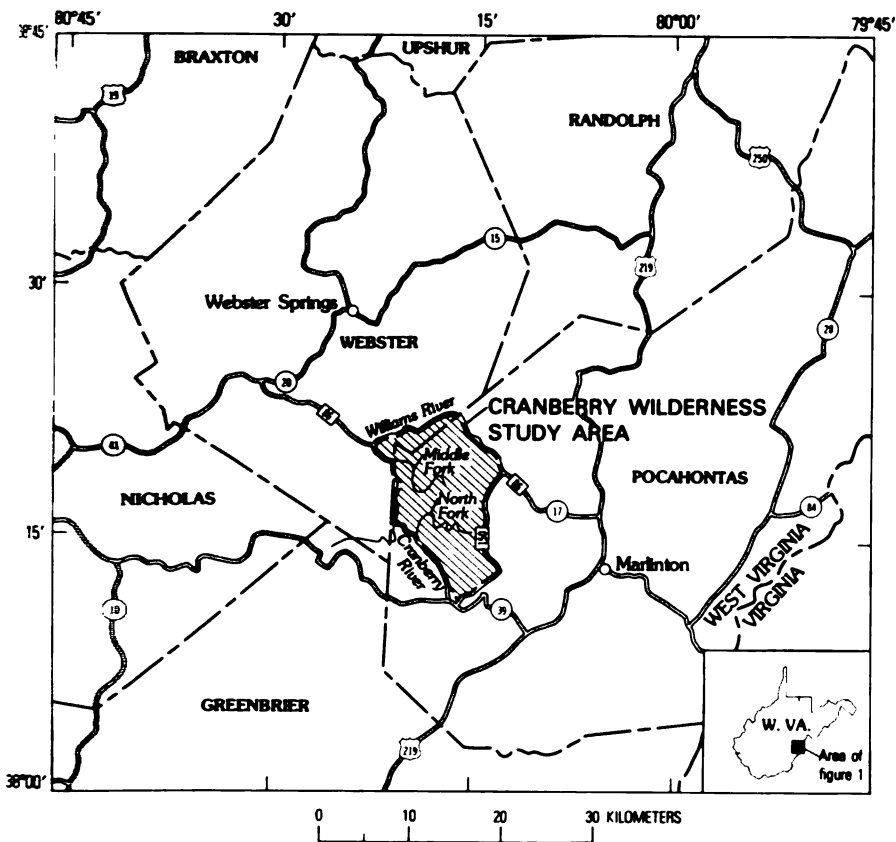 80°45' 30' 15' 80°00' 79°45'
°45'
BRAXTON
UPSHUR
19
RANDOLPH
250
15
219
30'
Webster Springs
WEBSTER
28
20
86
Williams River
CRANBERRY WILDERNESS
STUDY AREA
41
Middle
Fork
POCAHONTAS
86
NICHOLAS
North
Fork
17
84
15'
150
Cranberry
River
Marlinton
WEST VIRGINIA
VIRGINIA
19
39
GREENBRIER
W. VA.
219
Area of
figure 1
38°00'
0 10 20 30 KILOMETERS